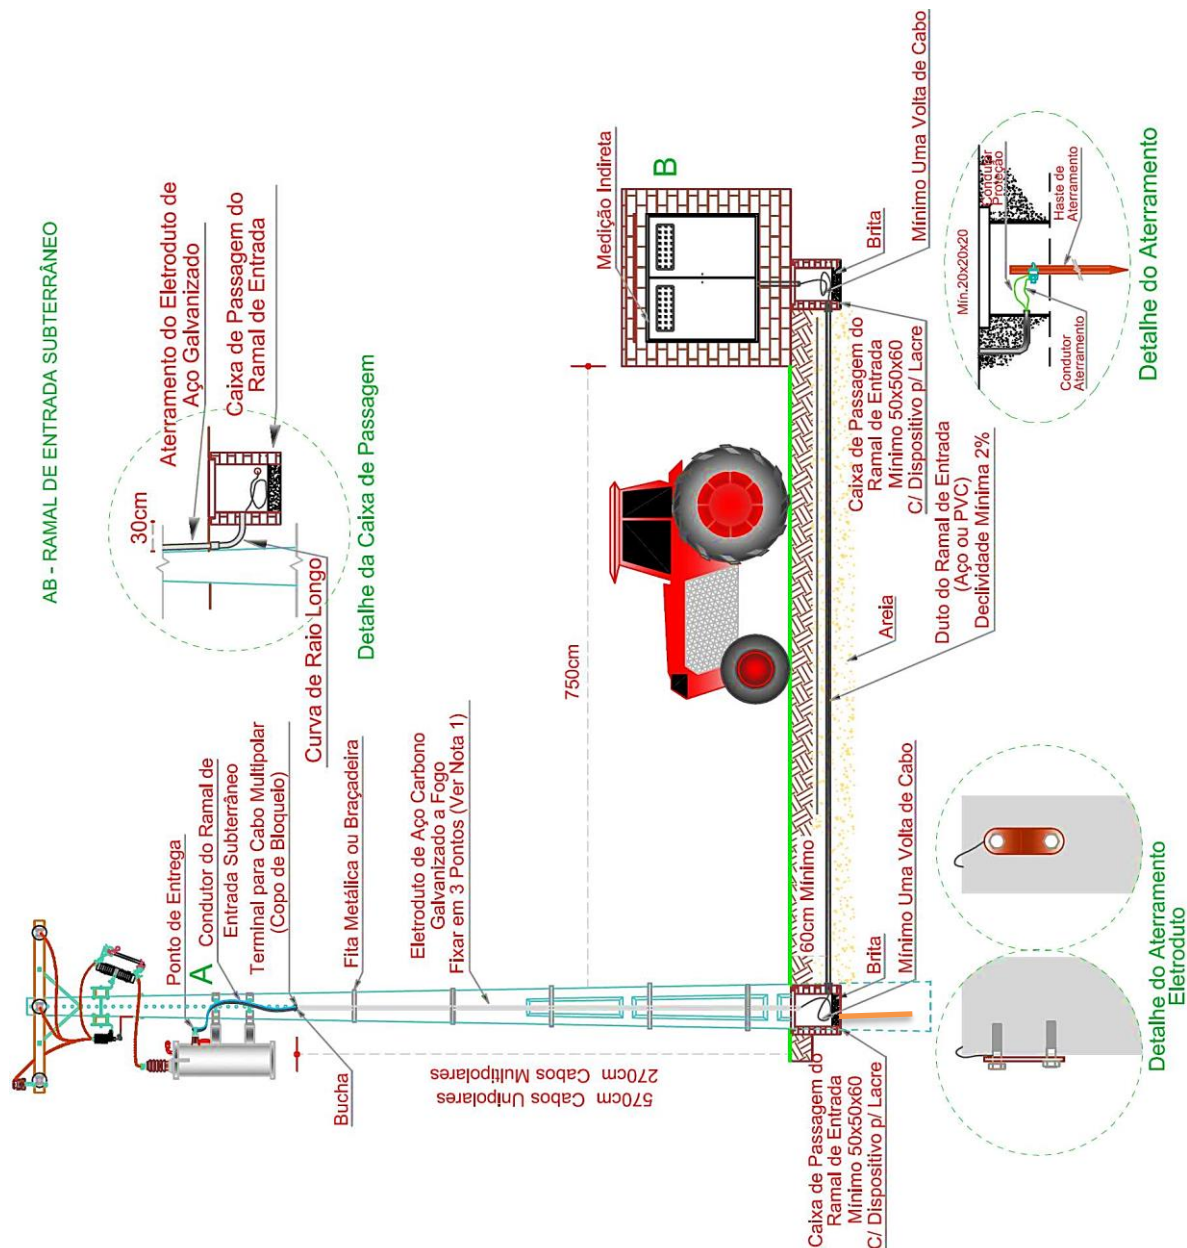 AB - RAMAL DE ENTRADA SUBTERRÂNEO
Ponto de Entrega
A
Condutor do Ramal de
Entrada Subterrâneo
Terminal para Cabo Multipolar
(Copo de Bloqueio)
Fita Metálica ou Braçadeira
Eletroduto de Aço Carbono
Galvanizado a Fogo
Fixar em 3 Pontos (Ver Nota 1)
Bucha
570cm Cabos Unipolares
270cm Cabos Multipolares
30cm
Aterramento do Eletroduto de
Aço Galvanizado
Caixa de Passagem do
Ramal de Entrada
Curva de Raio Longo
Detalhe da Caixa de Passagem
750cm
Medição Indireta
B
60cm Mínimo
Caixa de Passagem do
Ramal de Entrada
Mínimo 50x50x60
C/ Dispositivo p/ Lacre
Brita
Mínimo Uma Volta de Cabo
Areia
Duto do Ramal de Entrada
(Aço ou PVC)
Declividade Mínima 2%
Caixa de Passagem do
Ramal de Entrada
Mínimo 50x50x60
C/ Dispositivo p/ Lacre
Brita
Mínimo Uma Volta de Cabo
Detalhe do Aterramento
Eletroduto
Mín.20x20x20
Condutor
Proteção
Condutor
Aterramento
Haste de
Aterramento
Detalhe do Aterramento